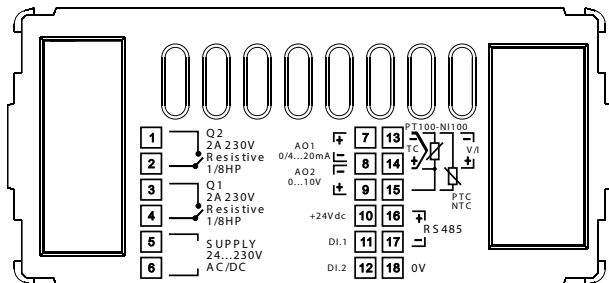 1 Q2
2A 230V
2 Resistive
1/8HP
3 Q1
2A 230V
4 Resistive
1/8HP
5 SUPPLY
24...230V
6 AC/DC
AO1 + 7 13 PT100-NI100
0/4...20mA - 8 14 - TC + - V/I +
AO2 -
0...10V + 9 15 PTC
NTC
+24Vdc 10 16 +
RS485
DI.1 11 17 -
DI.2 12 18 0V